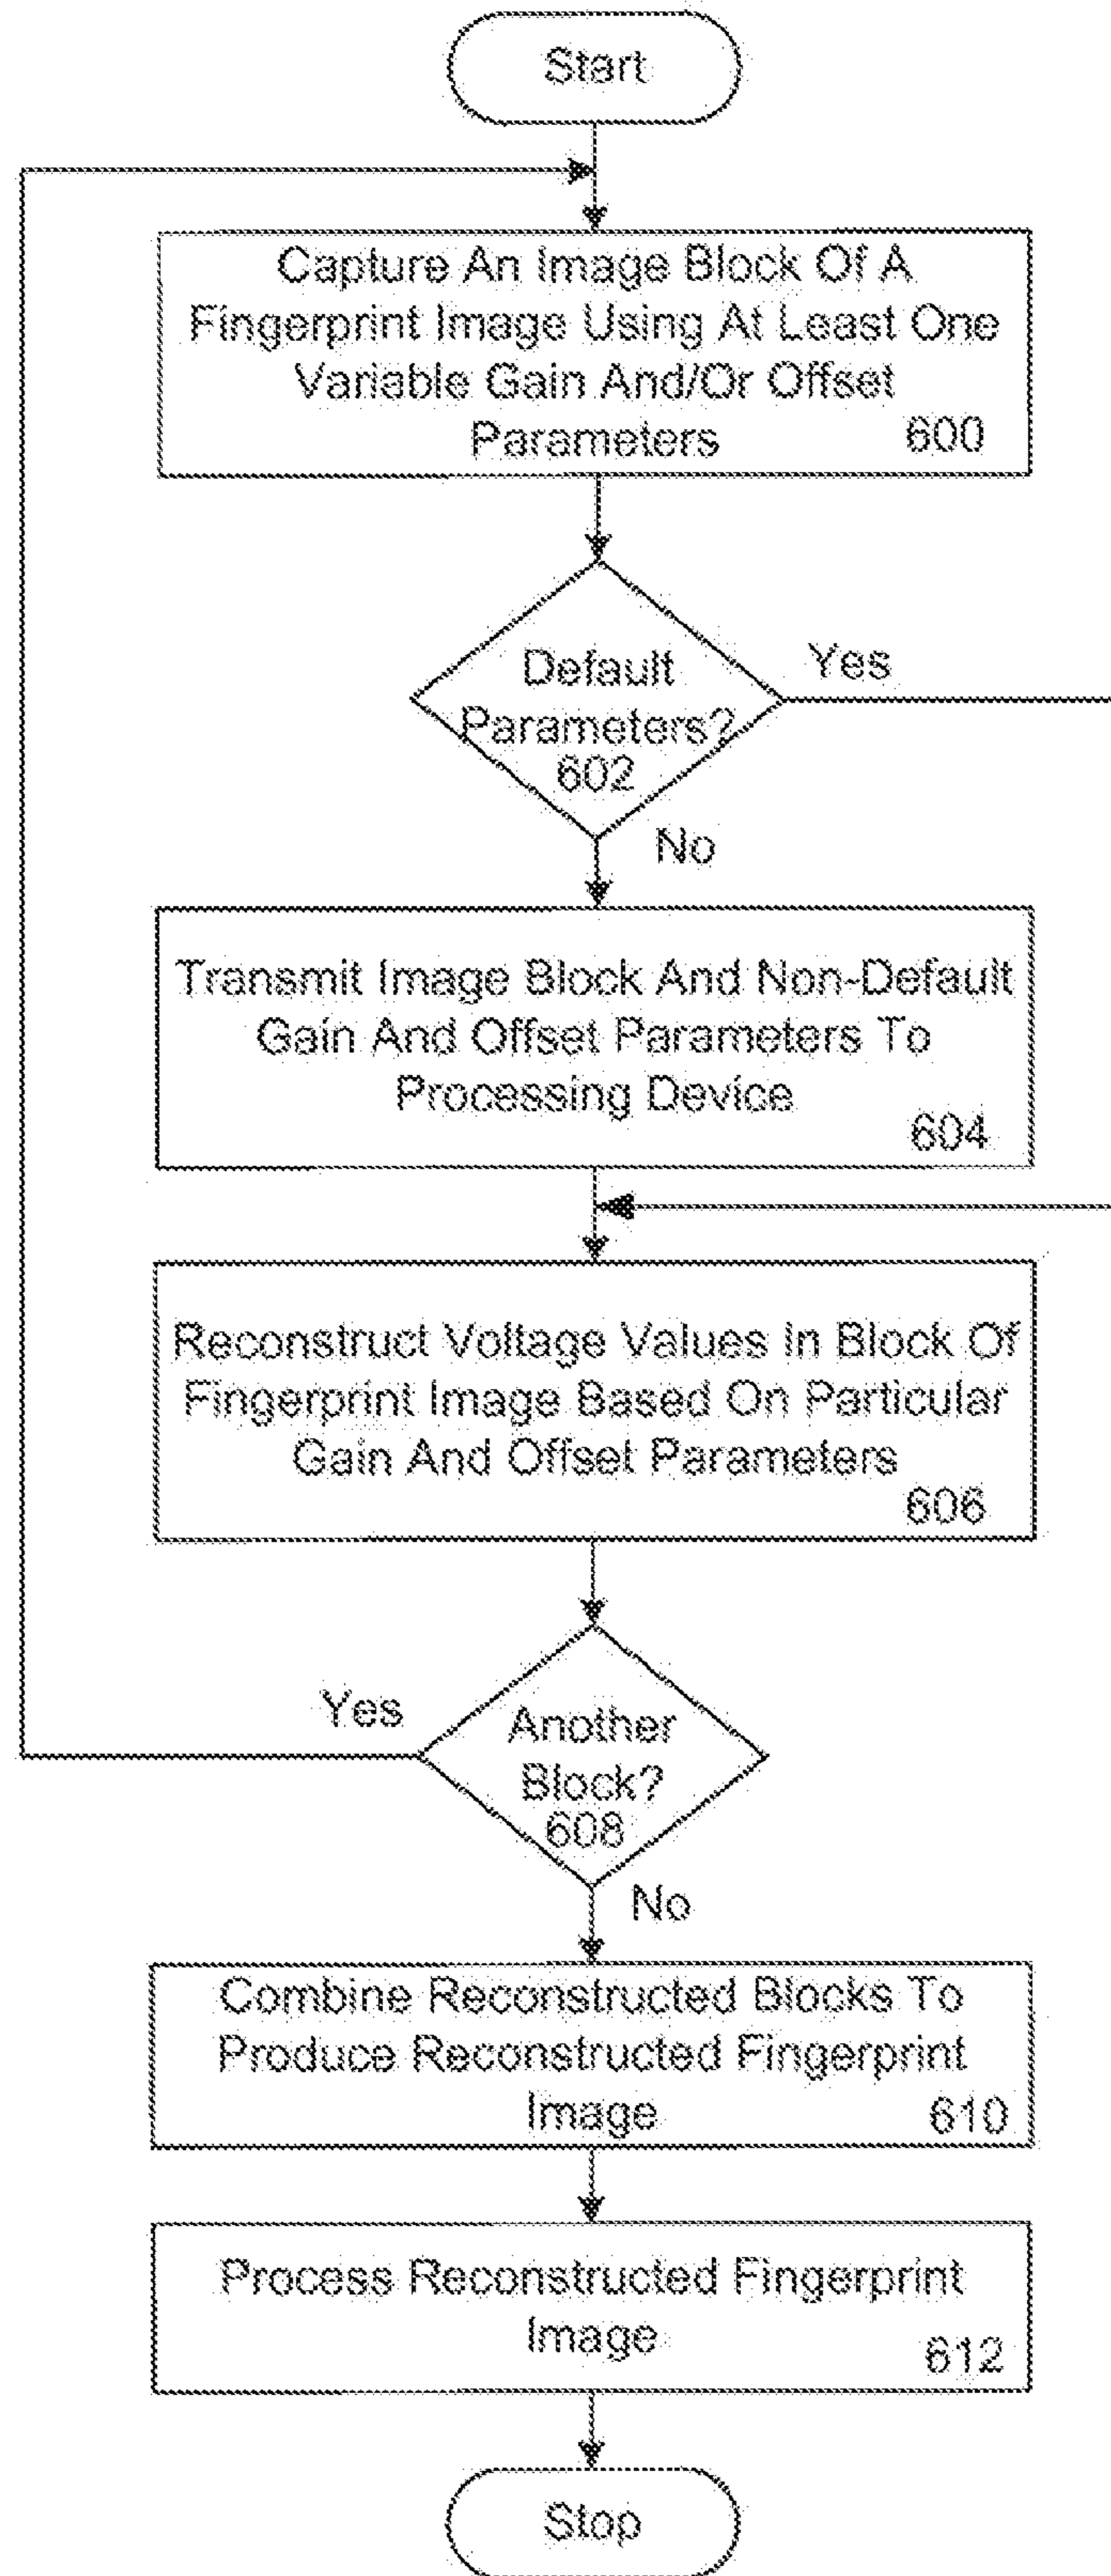 Start
Capture An Image Block Of A
Fingerprint Image Using At Least One
Variable Gain And/Or Offset
Parameters 600
Default
Parameters?
602
Yes
No
Transmit Image Block And Non-Default
Gain And Offset Parameters To
Processing Device
604
Reconstruct Voltage Values In Block Of
Fingerprint Image Based On Particular
Gain And Offset Parameters
606
Yes
Another
Block?
608
No
Combine Reconstructed Blocks To
Produce Reconstructed Fingerprint
Image 610
Process Reconstructed Fingerprint
Image 612
Stop